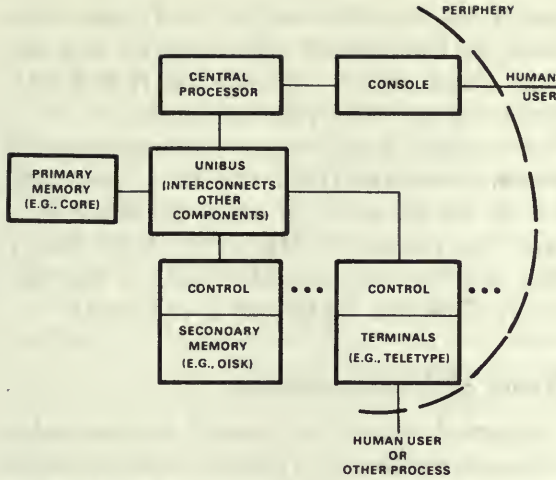 PERIPHERY
CENTRAL
PROCESSOR
CONSOLE
HUMAN
USER
PRIMARY
MEMORY
(E.G., CORE)
UNIBUS
(INTERCONNECTS
OTHER
COMPONENTS)
CONTROL
SECONDARY
MEMORY
(E.G., OISK)
CONTROL
TERMINALS
(E.G., TELETYPE)
HUMAN USER
OR
OTHER PROCESS